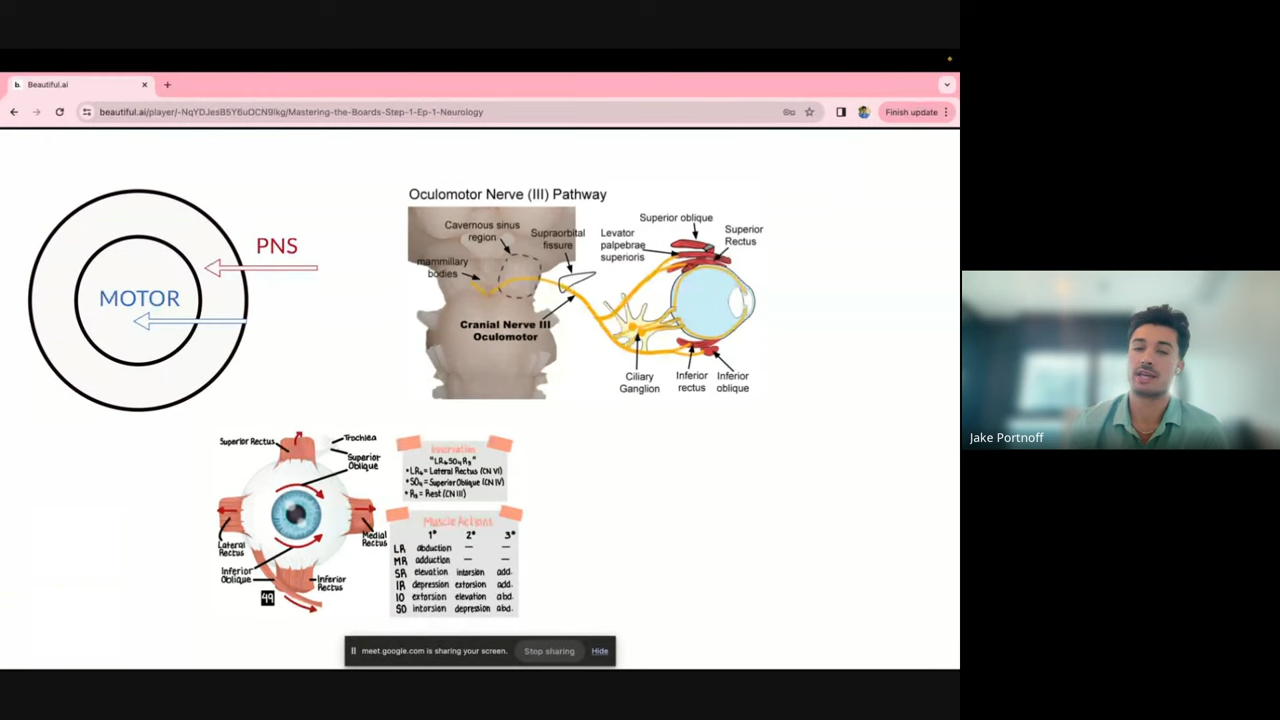 b. Beautiful.ai
beautiful.ai/player/-NqYDJesB5Y6uOCN9lkg/Mastering-the-Boards-Step-1-Ep-1-Neurology
Finish update
PNS
MOTOR
Oculomotor Nerve (III) Pathway
Cavernous sinus
region
Supraorbital
fissure
mammillary
bodies
Cranial Nerve III
Oculomotor
Levator
palpebrae
superioris
Superior oblique
Superior
Rectus
Ciliary
Ganglion
Inferior
rectus
Inferior
oblique
Superior Rectus
Trochlea
Superior
Oblique
Lateral
Rectus
Medial
Rectus
Inferior
Oblique
Inferior
Rectus
49
Innervation
"LR6SO4R3"
•LR6= Lateral Rectus (CN VI)
•SO4= Superior Oblique (CN IV)
•R3= Rest (CN III)
Muscle Actions
1° 2° 3°
LR abduction — —
MR adduction — —
SR elevation intorsion add.
IR depression extorsion add.
IO extorsion elevation abd.
SO intorsion depression abd.
meet.google.com is sharing your screen.
Stop sharing
Hide
Jake Portnoff